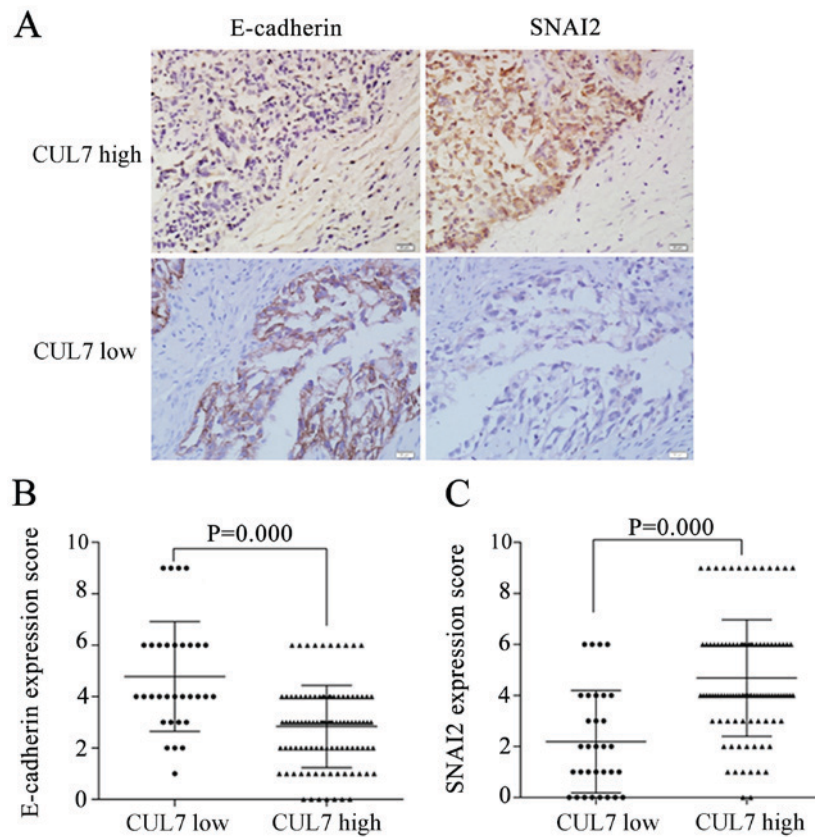 A
E-cadherin
SNAI2
CUL7 high
CUL7 low
B
P=0.000
E-cadherin expression score
10
8
6
4
2
0
CUL7 low
CUL7 high
C
P=0.000
SNAI2 expression score
10
8
6
4
2
0
CUL7 low
CUL7 high